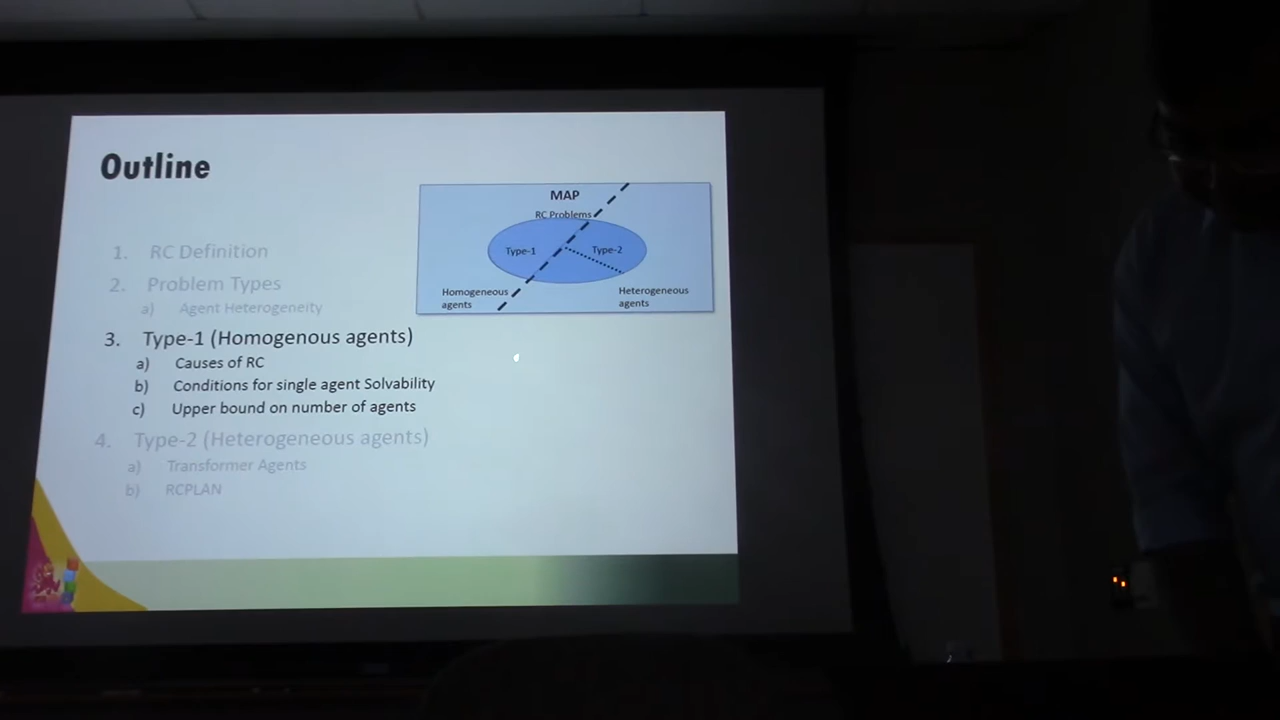 Outline
MAP
RC Problems
Type-1
Type-2
Homogeneous
agents
Heterogeneous
agents
1. RC Definition
2. Problem Types
a) Agent Heterogeneity
3. Type-1 (Homogenous agents)
a) Causes of RC
b) Conditions for single agent Solvability
c) Upper bound on number of agents
4. Type-2 (Heterogeneous agents)
a) Transformer Agents
b) RCPLAN